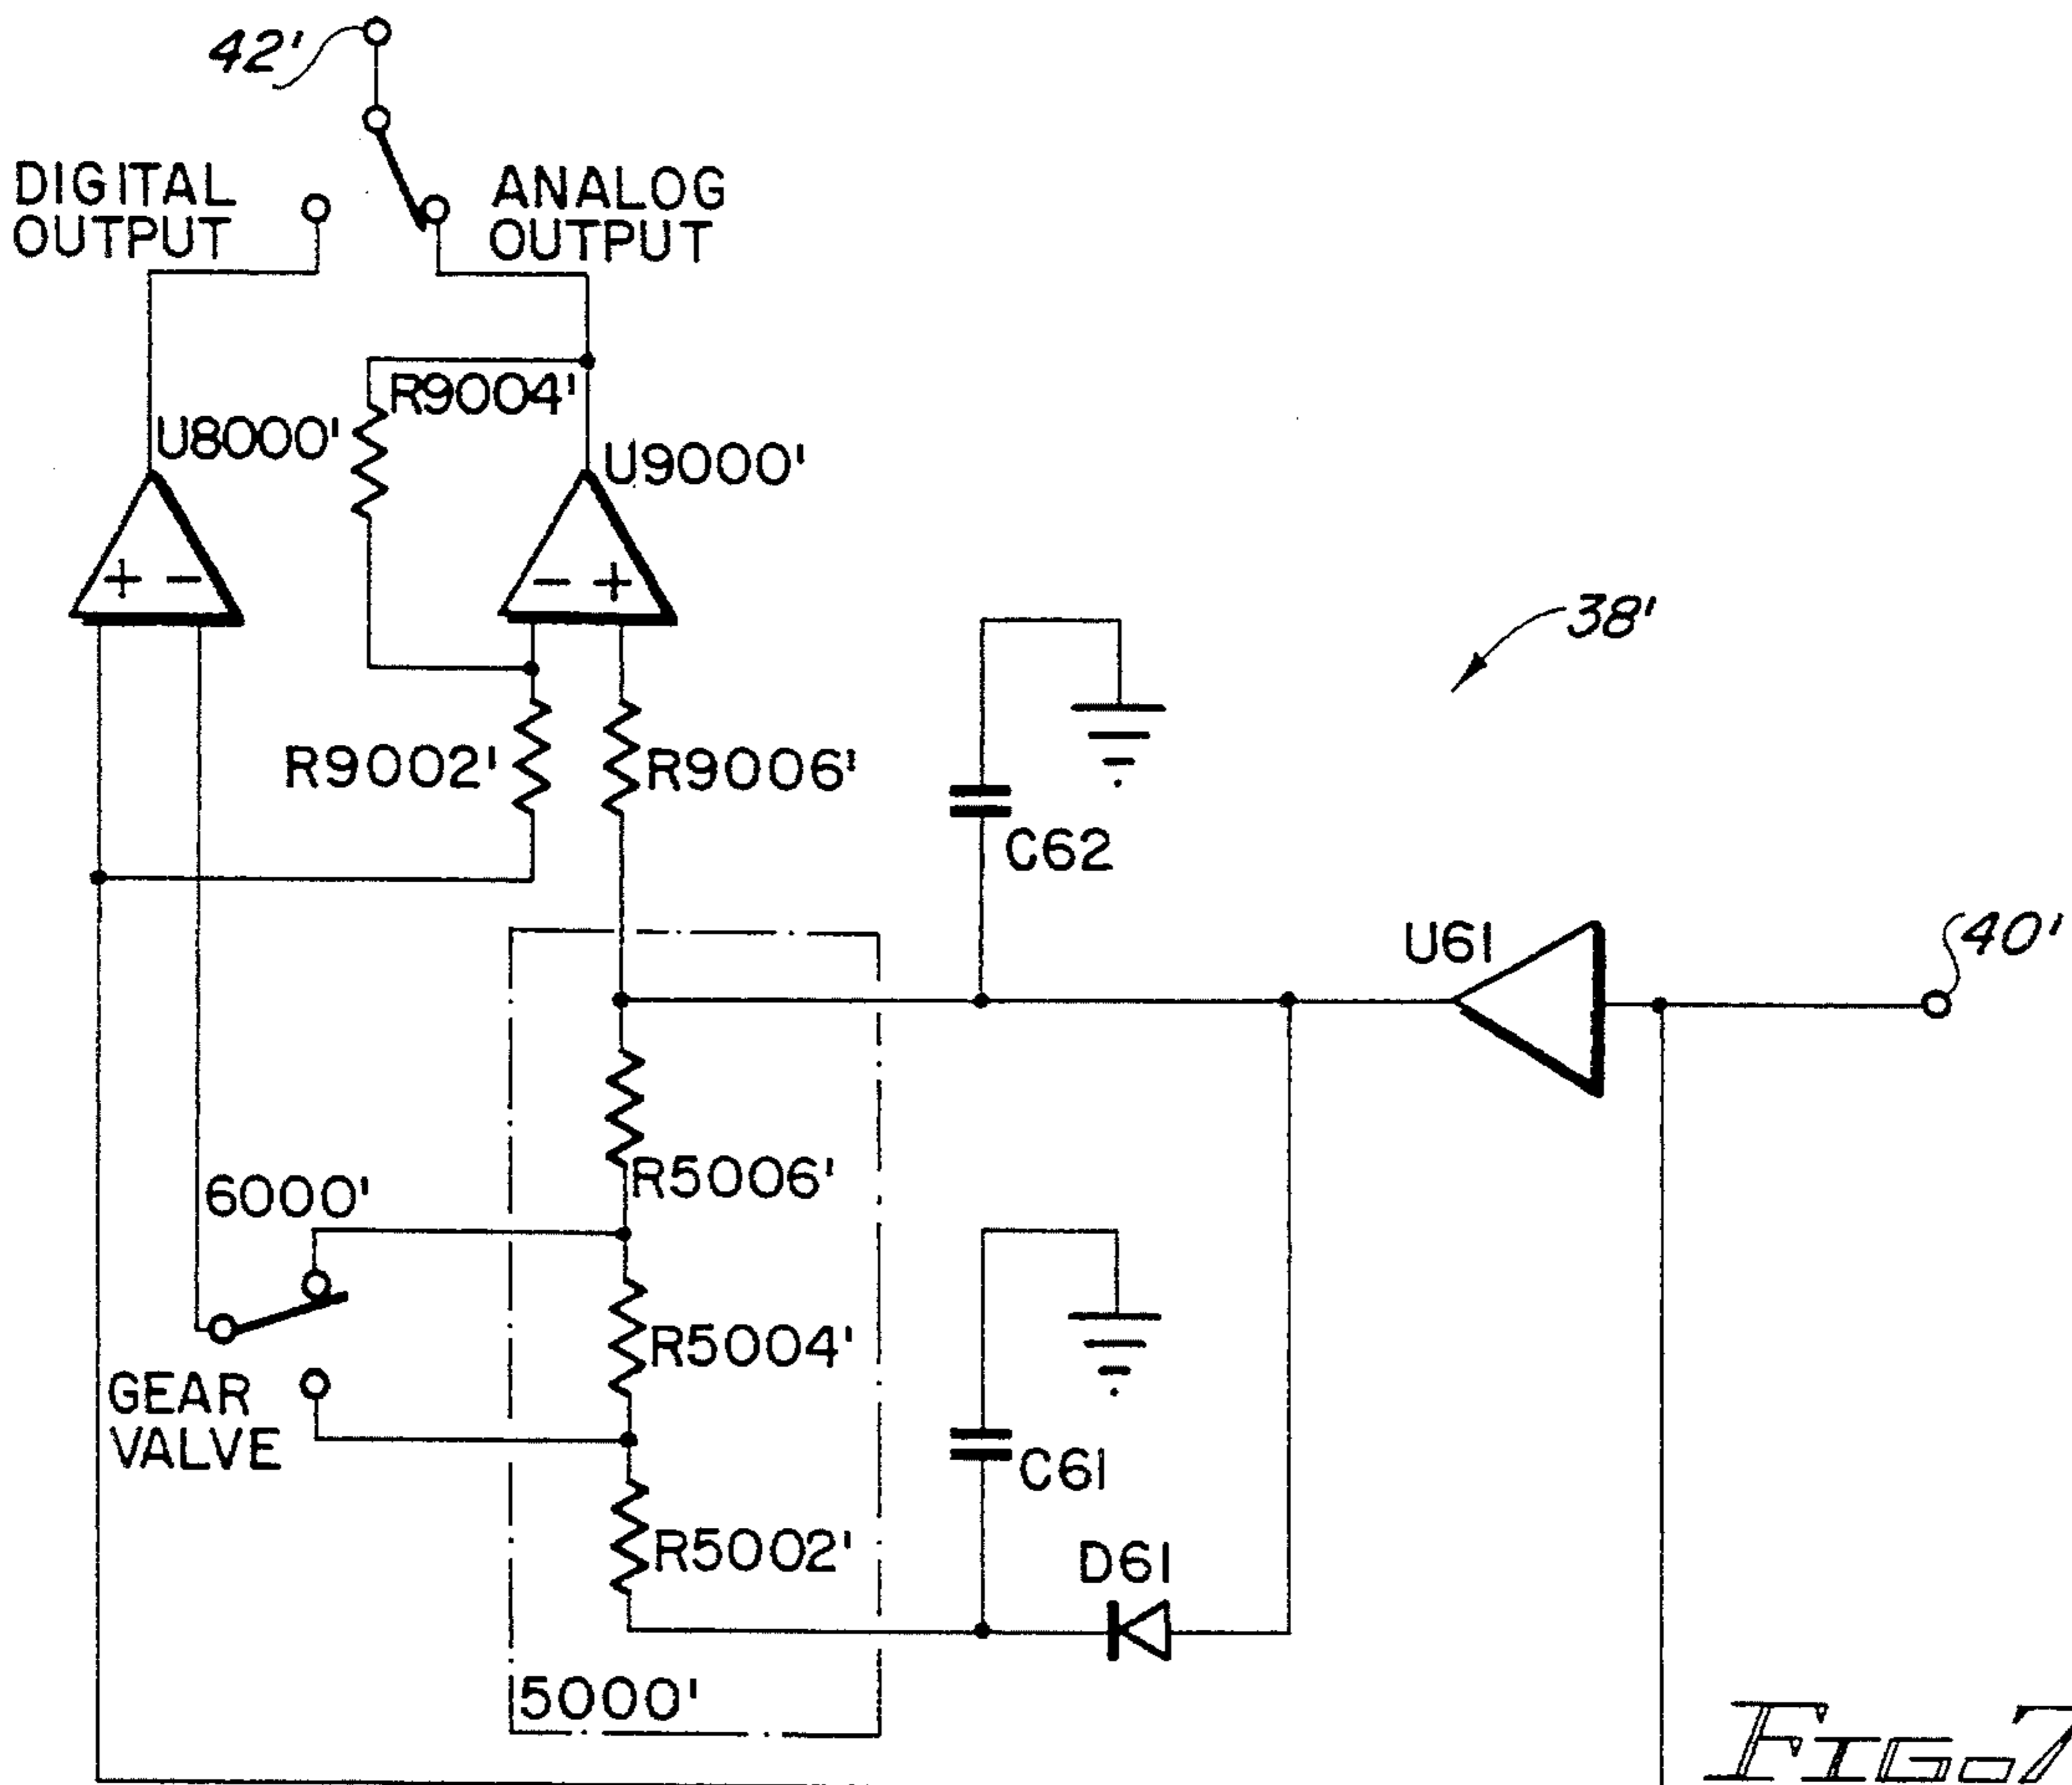 42'
DIGITAL
OUTPUT
ANALOG
OUTPUT
R9004'
U8000'
U9000'
+ -
- +
38'
R9002'
R9006'
C62
U61
40'
R5006'
6000'
R5004'
GEAR
VALVE
C61
R5002'
D61
5000'
FIG-7